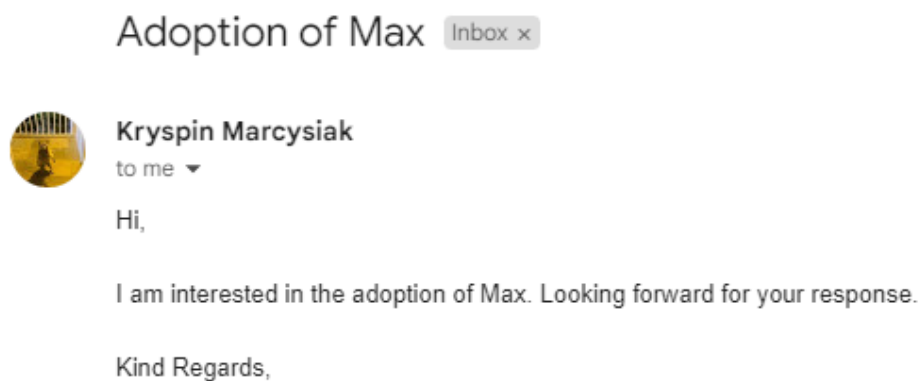 Adoption of Max Inbox ×
Kryspin Marcysiak
to me
Hi,
I am interested in the adoption of Max. Looking forward for your response.
Kind Regards,